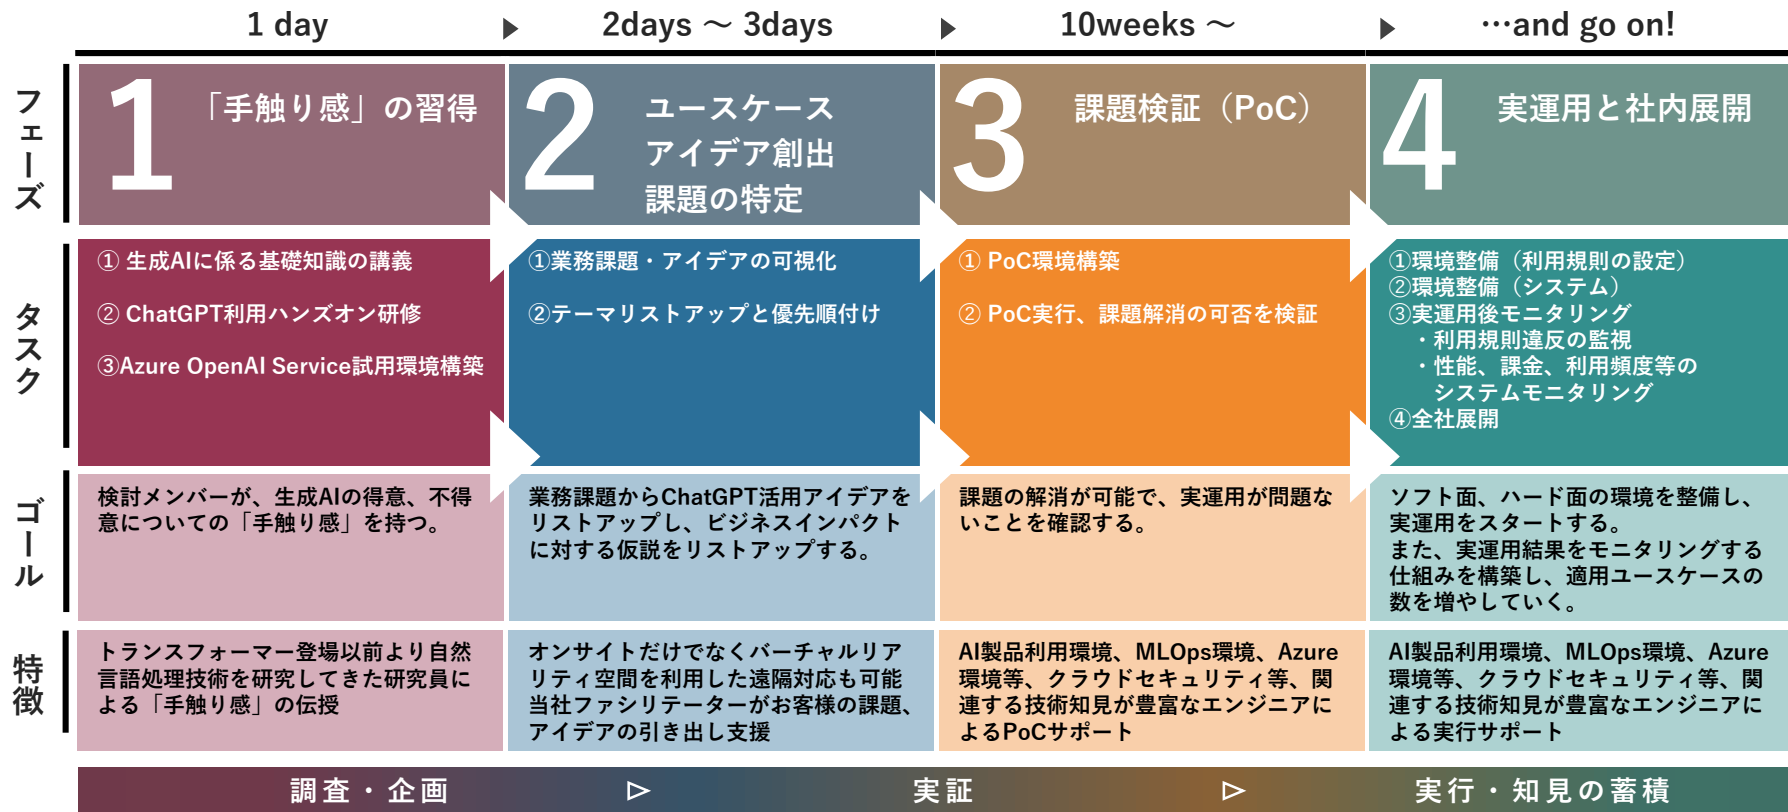 1 day
▶
2days ～ 3days
▶
10weeks ～
▶
…and go on!
フェーズ
1
「手触り感」の習得
2
ユースケース
アイデア創出
課題の特定
3
課題検証（PoC）
4
実運用と社内展開
タスク
① 生成AIに係る基礎知識の講義
② ChatGPT利用ハンズオン研修
③Azure OpenAI Service試用環境構築
①業務課題・アイデアの可視化
②テーマリストアップと優先順付け
① PoC環境構築
② PoC実行、課題解消の可否を検証
①環境整備（利用規則の設定）
②環境整備（システム）
③実運用後モニタリング
・利用規則違反の監視
・性能、課金、利用頻度等の
システムモニタリング
④全社展開
ゴール
検討メンバーが、生成AIの得意、不得
意についての「手触り感」を持つ。
業務課題からChatGPT活用アイデアを
リストアップし、ビジネスインパクト
に対する仮説をリストアップする。
課題の解消が可能で、実運用が問題な
いことを確認する。
ソフト面、ハード面の環境を整備し、
実運用をスタートする。
また、実運用結果をモニタリングする
仕組みを構築し、適用ユースケースの
数を増やしていく。
特徴
トランスフォーマー登場以前より自然
言語処理技術を研究してきた研究員に
よる「手触り感」の伝授
オンサイトだけでなくバーチャルリア
リティ空間を利用した遠隔対応も可能
当社ファシリテーターがお客様の課題、
アイデアの引き出し支援
AI製品利用環境、MLOps環境、Azure
環境等、クラウドセキュリティ等、関
連する技術知見が豊富なエンジニアに
よるPoCサポート
AI製品利用環境、MLOps環境、Azure
環境等、クラウドセキュリティ等、関
連する技術知見が豊富なエンジニアに
よる実行サポート
調査・企画
▷
実証
▷
実行・知見の蓄積